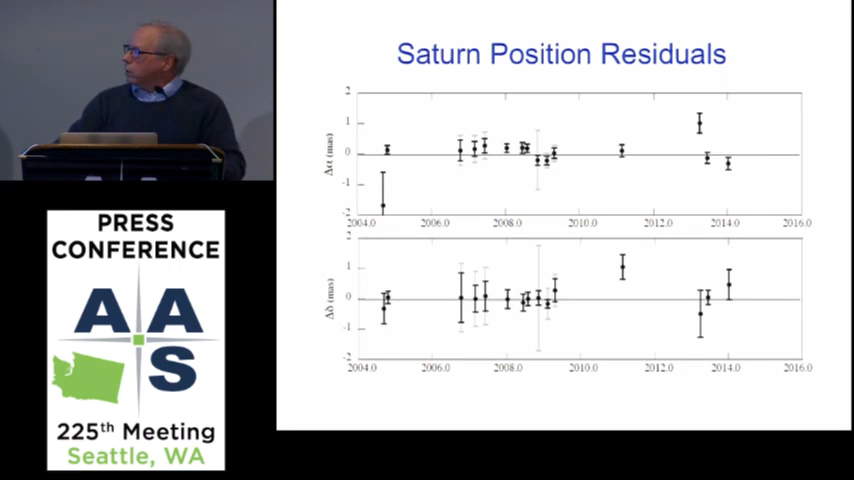 Saturn Position Residuals
2
1
0
-1
-2
Δα (mas)
2004.0 2006.0 2008.0 2010.0 2012.0 2014.0 2016.0
2
1
0
-1
-2
Δδ (mas)
2004.0 2006.0 2008.0 2010.0 2012.0 2014.0 2016.0
PRESS
CONFERENCE
A A
S
225th Meeting
Seattle, WA